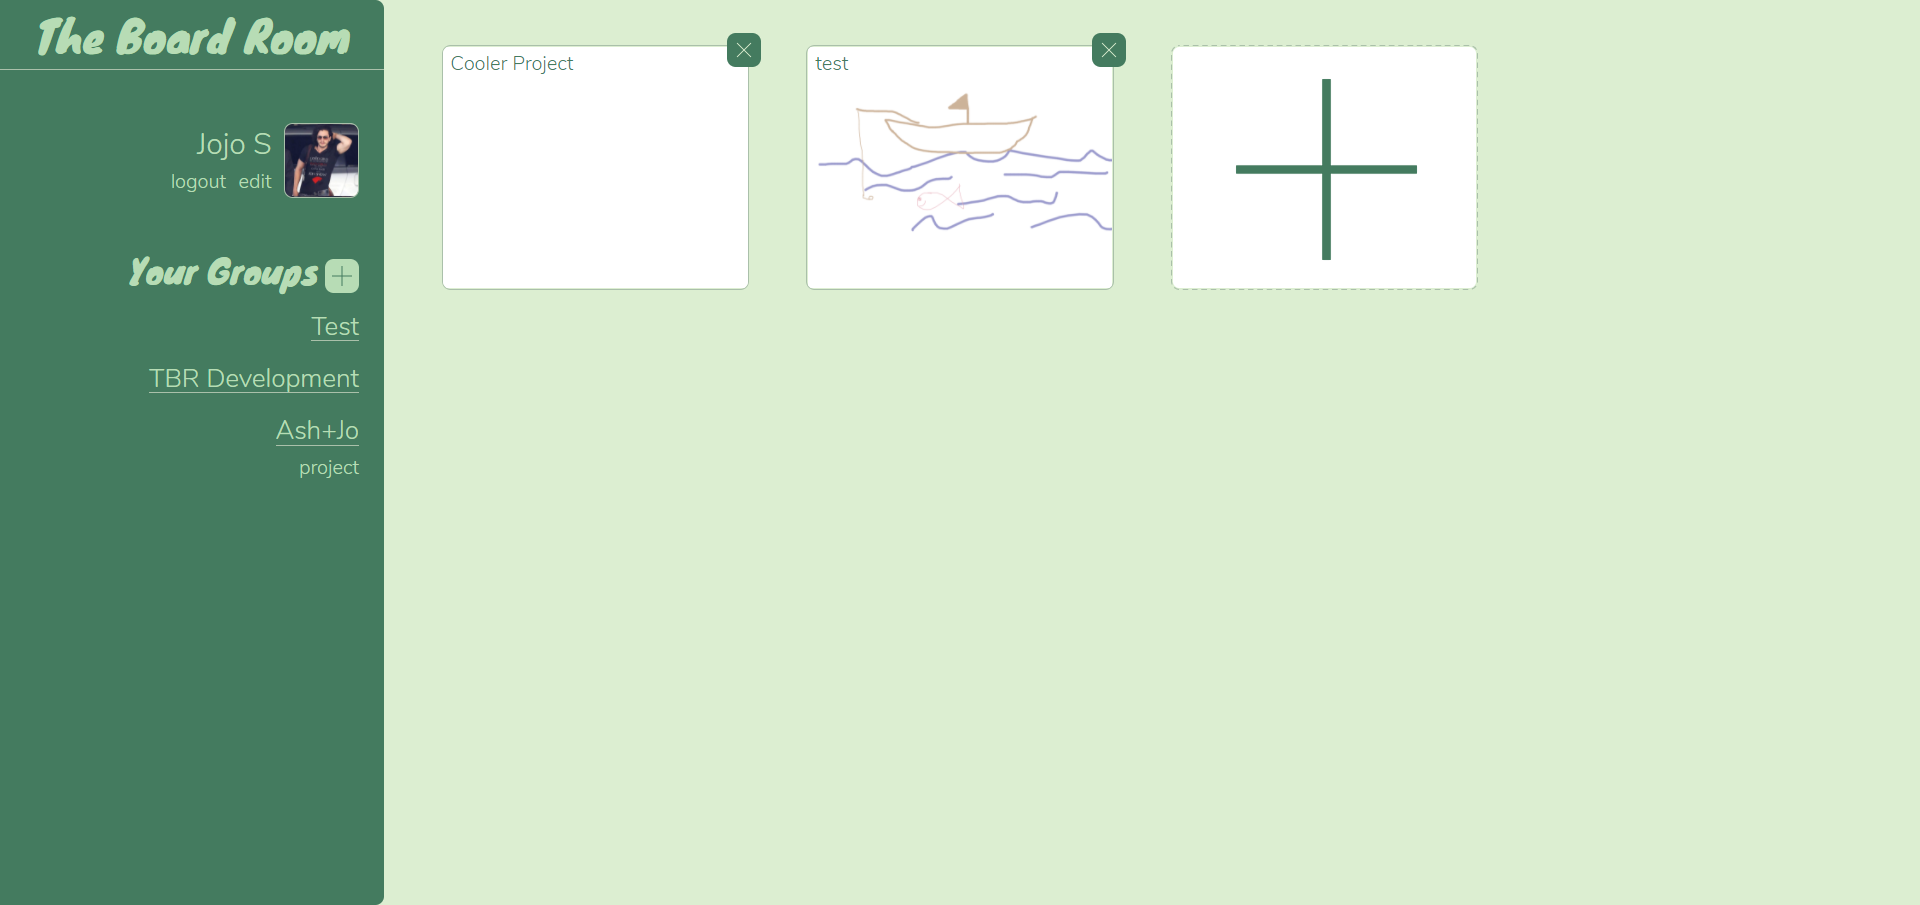 The Board Room
Jojo S
logout edit
Your Groups
Test
TBR Development
Ash+Jo
project
Cooler Project
test